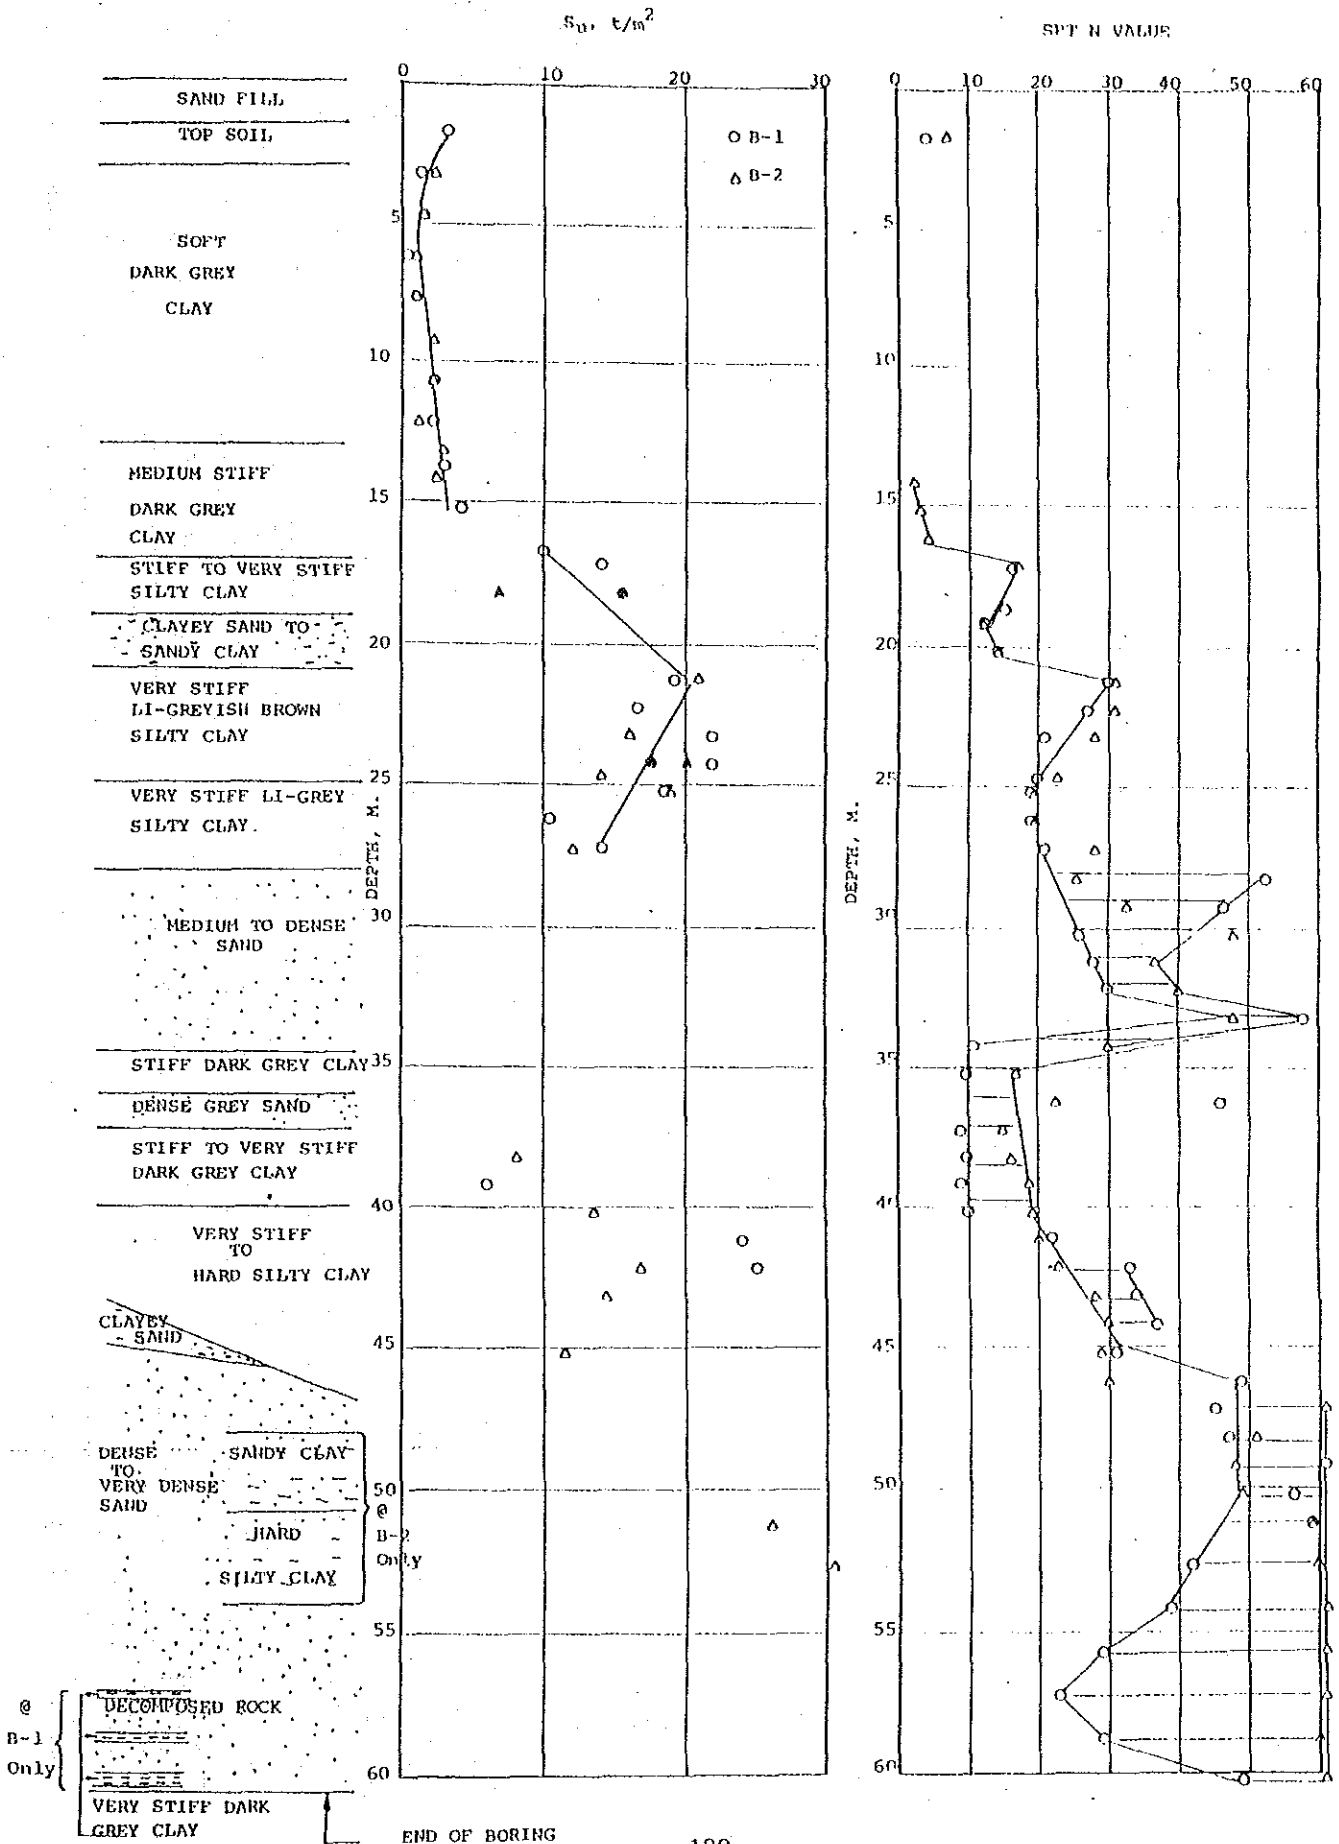 Su, t/m²
SPT N VALUE
0 10 20 30
0 10 20 30 40 50 60
SAND FILL
TOP SOIL
O B-1
△ B-2
5
5
SOFT
DARK GREY
CLAY
10
10
MEDIUM STIFF
DARK GREY
CLAY
15
15
STIFF TO VERY STIFF
SILTY CLAY
CLAYEY SAND TO
SANDY CLAY
20
20
VERY STIFF
LI-GREYISH BROWN
SILTY CLAY
25
25
VERY STIFF LI-GREY
SILTY CLAY.
DEPTH, M.
DEPTH, M.
30
30
MEDIUM TO DENSE
SAND
35
35
STIFF DARK GREY CLAY
DENSE GREY SAND
STIFF TO VERY STIFF
DARK GREY CLAY
40
40
VERY STIFF
TO
HARD SILTY CLAY
CLAYEY
SAND
45
45
DENSE
TO
VERY DENSE
SAND
SANDY CLAY
HARD
SILTY CLAY
@
B-2
Only
50
50
55
55
@
B-1
Only
DECOMPOSED ROCK
60
60
VERY STIFF DARK
GREY CLAY
END OF BORING